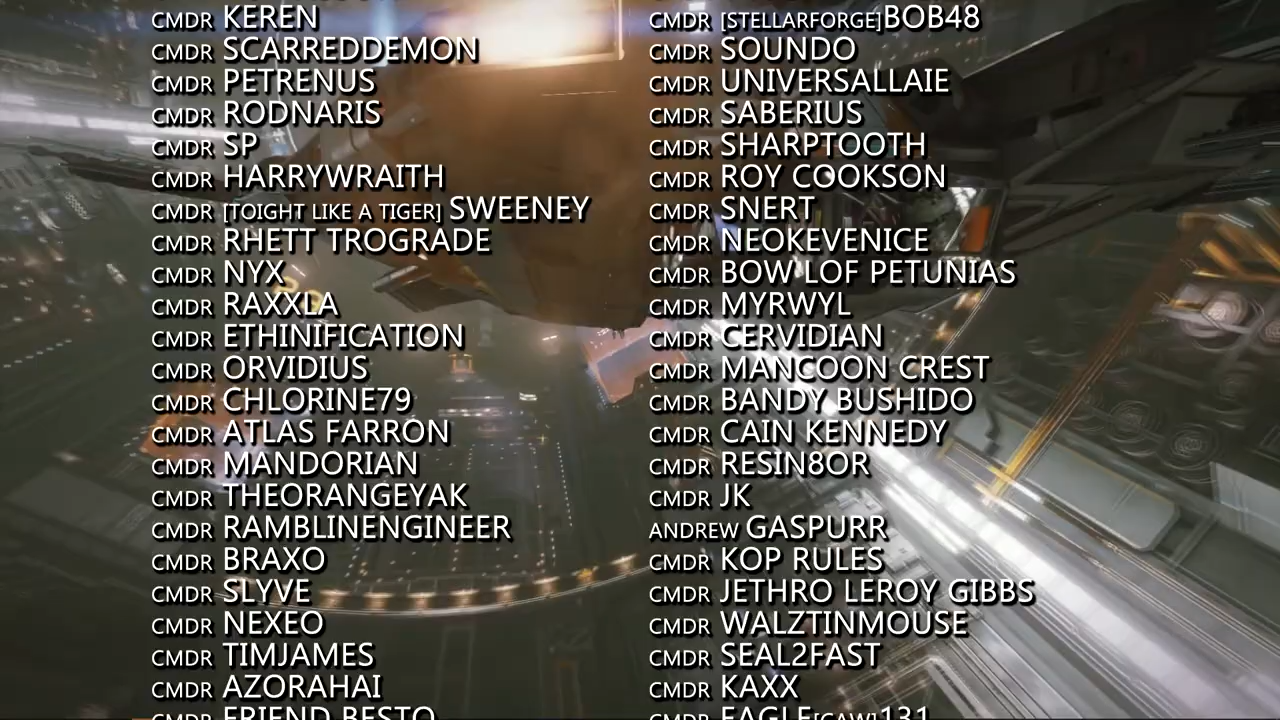 CMDR KEREN
CMDR SCARREDDEMON
CMDR PETRENUS
CMDR RODNARIS
CMDR SP
CMDR HARRYWRAITH
CMDR [TOIGHT LIKE A TIGER] SWEENEY
CMDR RHETT TROGRADE
CMDR NYX
CMDR RAXXLA
CMDR ETHINIFICATION
CMDR ORVIDIUS
CMDR CHLORINE79
CMDR ATLAS FARRON
CMDR MANDORIAN
CMDR THEORANGEYAK
CMDR RAMBLINENGINEER
CMDR BRAXO
CMDR SLYVE
CMDR NEXEO
CMDR TIMJAMES
CMDR AZORAHAI
FRIEND BESTO
CMDR [STELLARFORGE]BOB48
CMDR SOUNDO
CMDR UNIVERSALLAIE
CMDR SABERIUS
CMDR SHARPTOOTH
CMDR ROY COOKSON
CMDR SNERT
CMDR NEOKEVENICE
CMDR BOW LOF PETUNIAS
CMDR MYRWYL
CMDR CERVIDIAN
CMDR MANCOON CREST
CMDR BANDY BUSHIDO
CMDR CAIN KENNEDY
CMDR RESIN8OR
CMDR JK
ANDREW GASPURR
CMDR KOP RULES
CMDR JETHRO LEROY GIBBS
CMDR WALZTINMOUSE
CMDR SEAL2FAST
CMDR KAXX
EAGLE[CAW]131